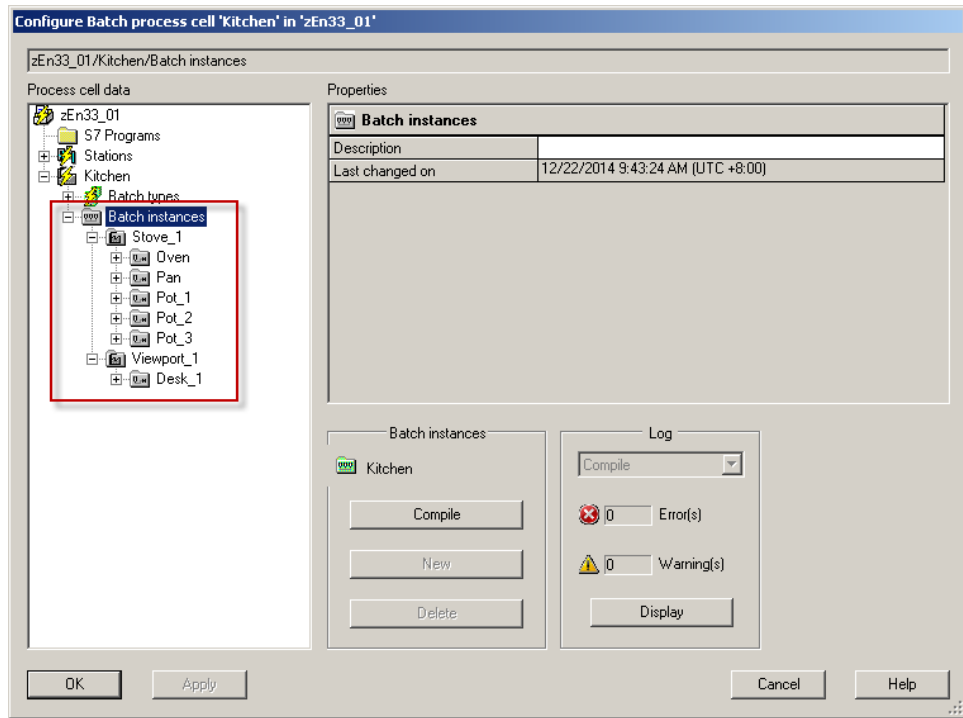 Configure Batch process cell 'Kitchen' in 'zEn33_01'
zEn33_01/Kitchen/Batch instances
Process cell data
zEn33_01
S7 Programs
Stations
Kitchen
Batch types
Batch instances
Stove_1
Oven
Pan
Pot_1
Pot_2
Pot_3
Viewport_1
Desk_1
Properties
Batch instances
Description
Last changed on 12/22/2014 9:43:24 AM (UTC +8:00)
Batch instances
Kitchen
Compile
New
Delete
Log
Compile
0 Error(s)
0 Warning(s)
Display
OK
Apply
Cancel
Help